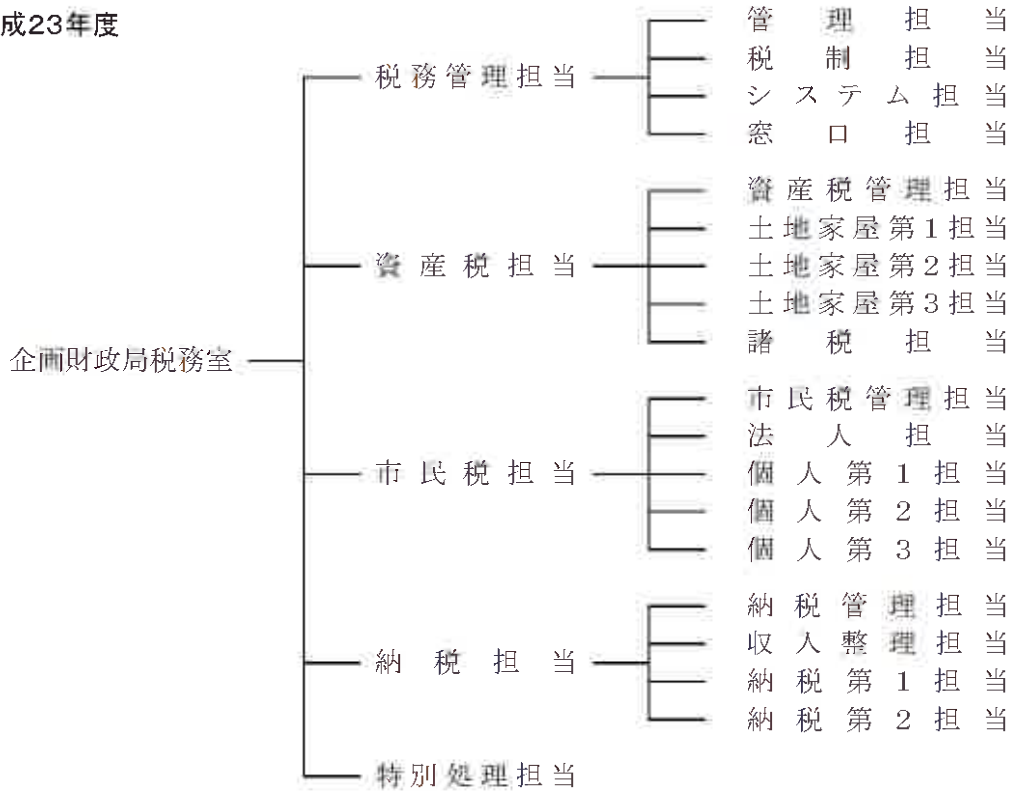 成23年度
企画財政局税務室
税務管理担当
管理担当
税制担当
システム担当
窓口担当
資産税担当
資産税管理担当
土地家屋第1担当
土地家屋第2担当
土地家屋第3担当
諸税担当
市民税担当
市民税管理担当
法人担当
個人第1担当
個人第2担当
個人第3担当
納税担当
納税管理担当
収入整理担当
納税第1担当
納税第2担当
特別処理担当